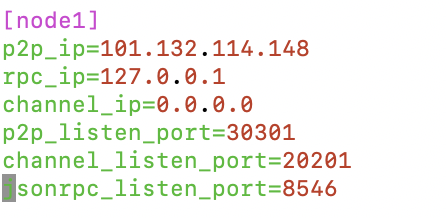 [node1]
p2p_ip=101.132.114.148
rpc_ip=127.0.0.1
channel_ip=0.0.0.0
p2p_listen_port=30301
channel_listen_port=20201
jsonrpc_listen_port=8546